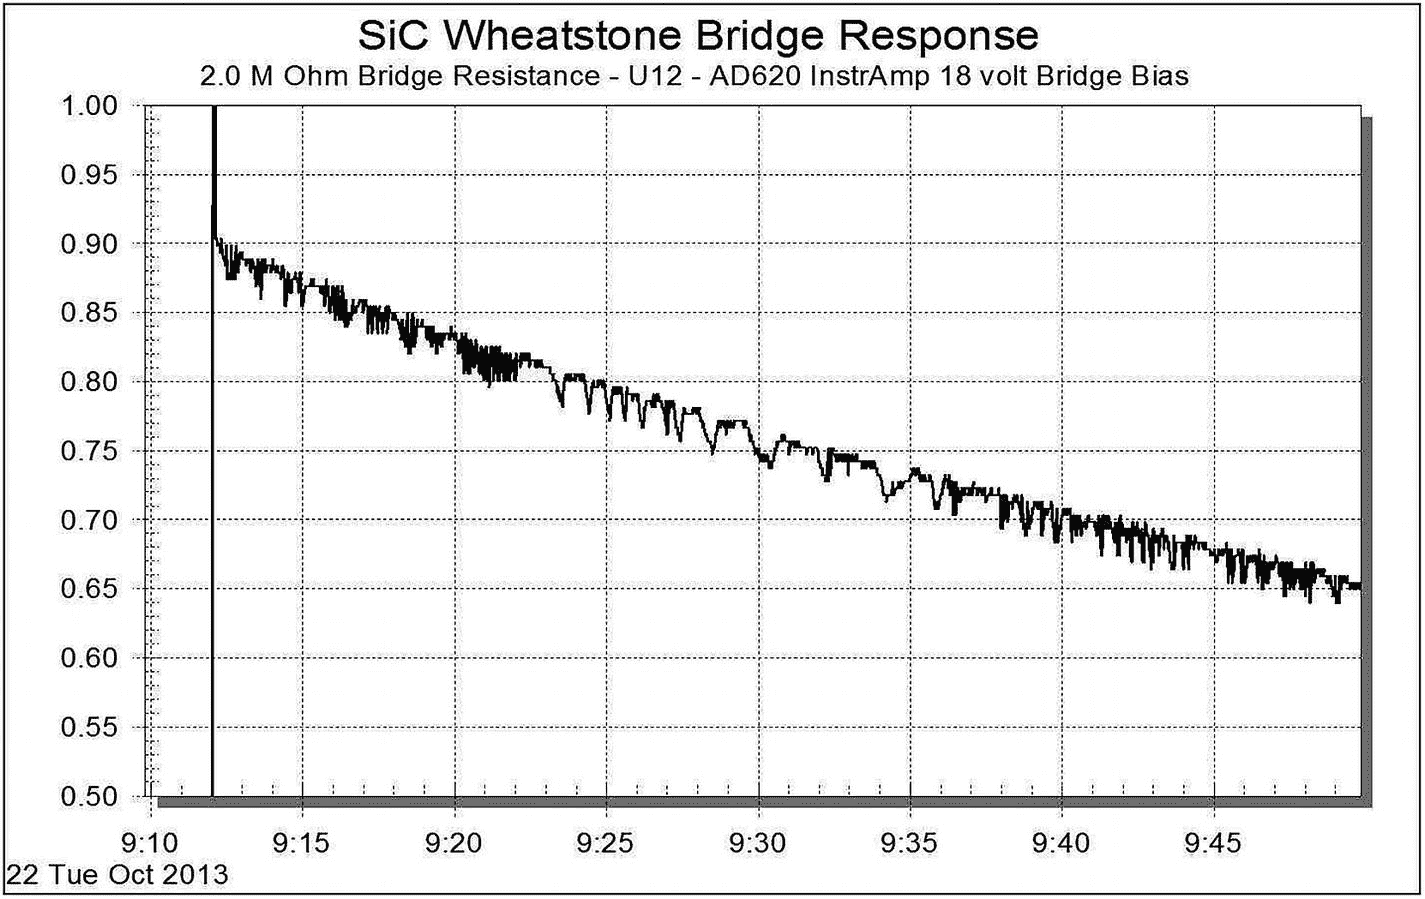 SiC Wheatstone Bridge Response
2.0 M Ohm Bridge Resistance - U12 - AD620 InstrAmp 18 volt Bridge Bias
1.00
0.95
0.90
0.85
0.80
0.75
0.70
0.65
0.60
0.55
0.50
9:10 9:15 9:20 9:25 9:30 9:35 9:40 9:45
22 Tue Oct 2013